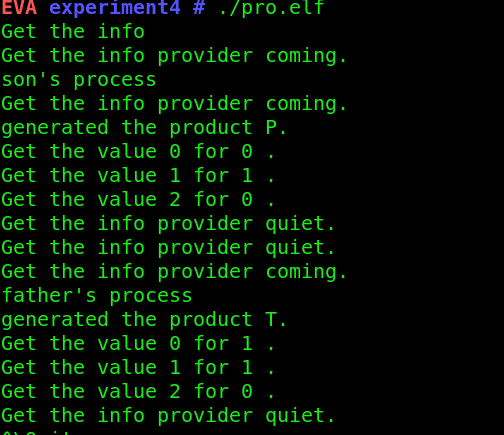 EVA experiment4 # ./pro.elf
Get the info
Get the info provider coming.
son's process
Get the info provider coming.
generated the product P.
Get the value 0 for 0 .
Get the value 1 for 1 .
Get the value 2 for 0 .
Get the info provider quiet.
Get the info provider quiet.
Get the info provider coming.
father's process
generated the product T.
Get the value 0 for 1 .
Get the value 1 for 1 .
Get the value 2 for 0 .
Get the info provider quiet.